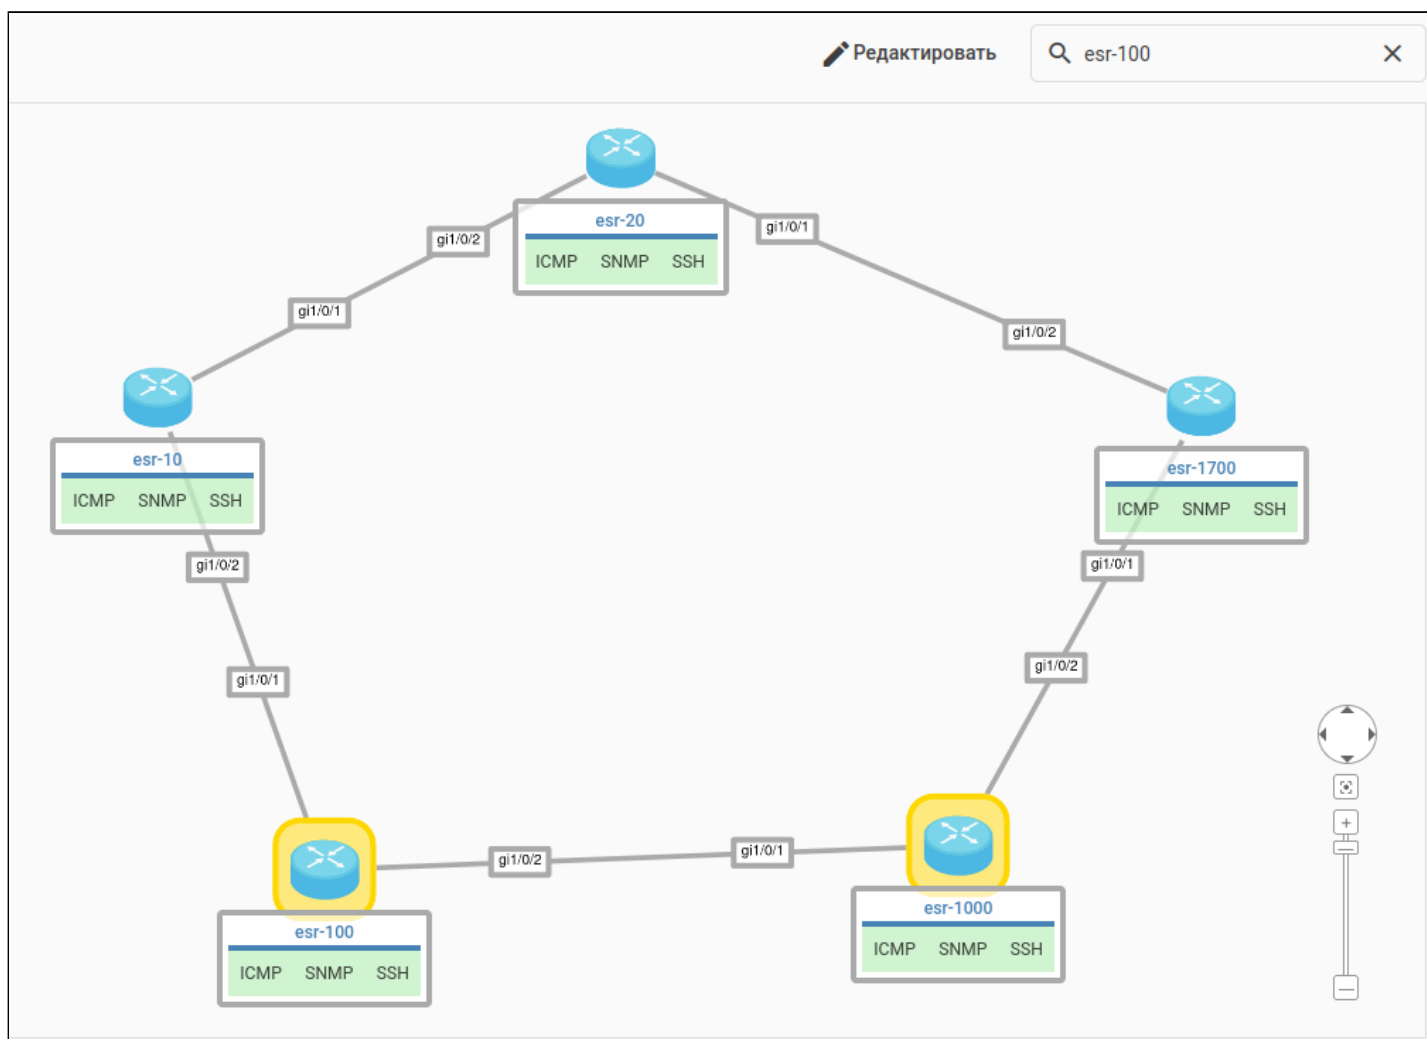 Редактировать
esr-100
esr-20
ICMP SNMP SSH
gi1/0/2
gi1/0/1
gi1/0/1
gi1/0/2
esr-10
ICMP SNMP SSH
esr-1700
ICMP SNMP SSH
gi1/0/2
gi1/0/1
gi1/0/1
gi1/0/2
gi1/0/2
gi1/0/1
esr-100
ICMP SNMP SSH
esr-1000
ICMP SNMP SSH